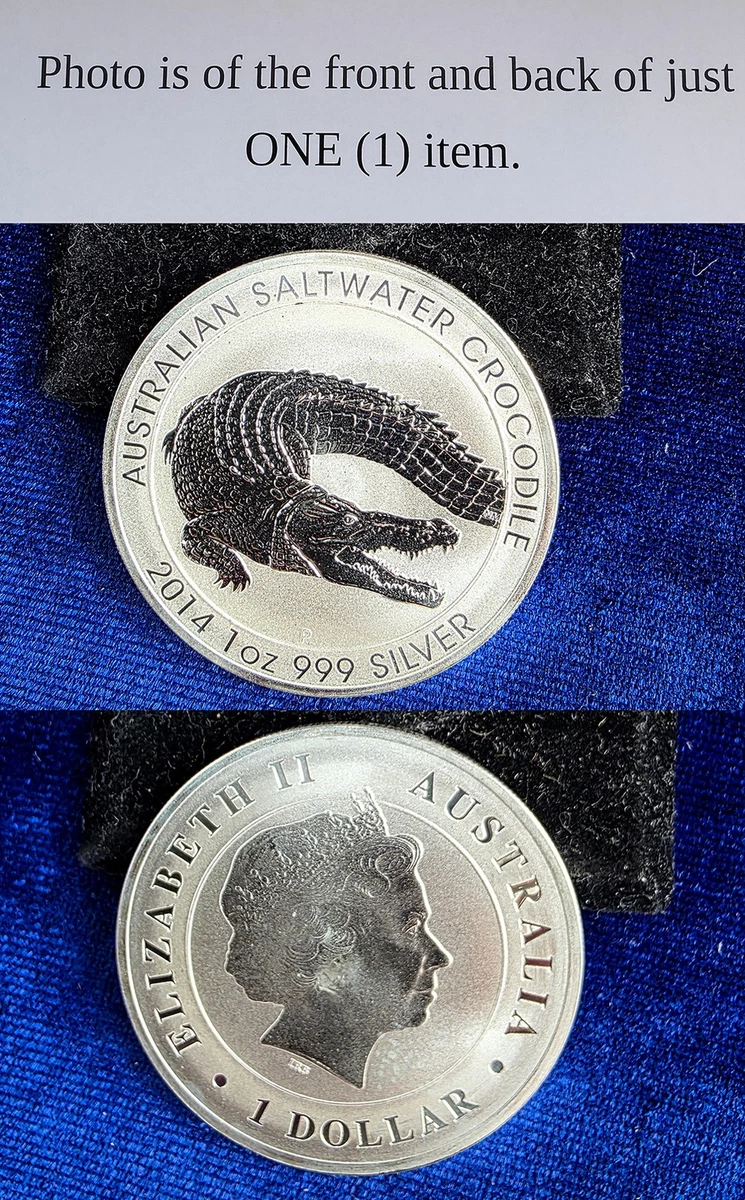 Photo is of the front and back of just
ONE (1) item.
AUSTRALIAN SALTWATER CROCODILE
2014 1oz 999 SILVER
P
ELIZABETH II AUSTRALIA
IRB
• 1 DOLLAR •